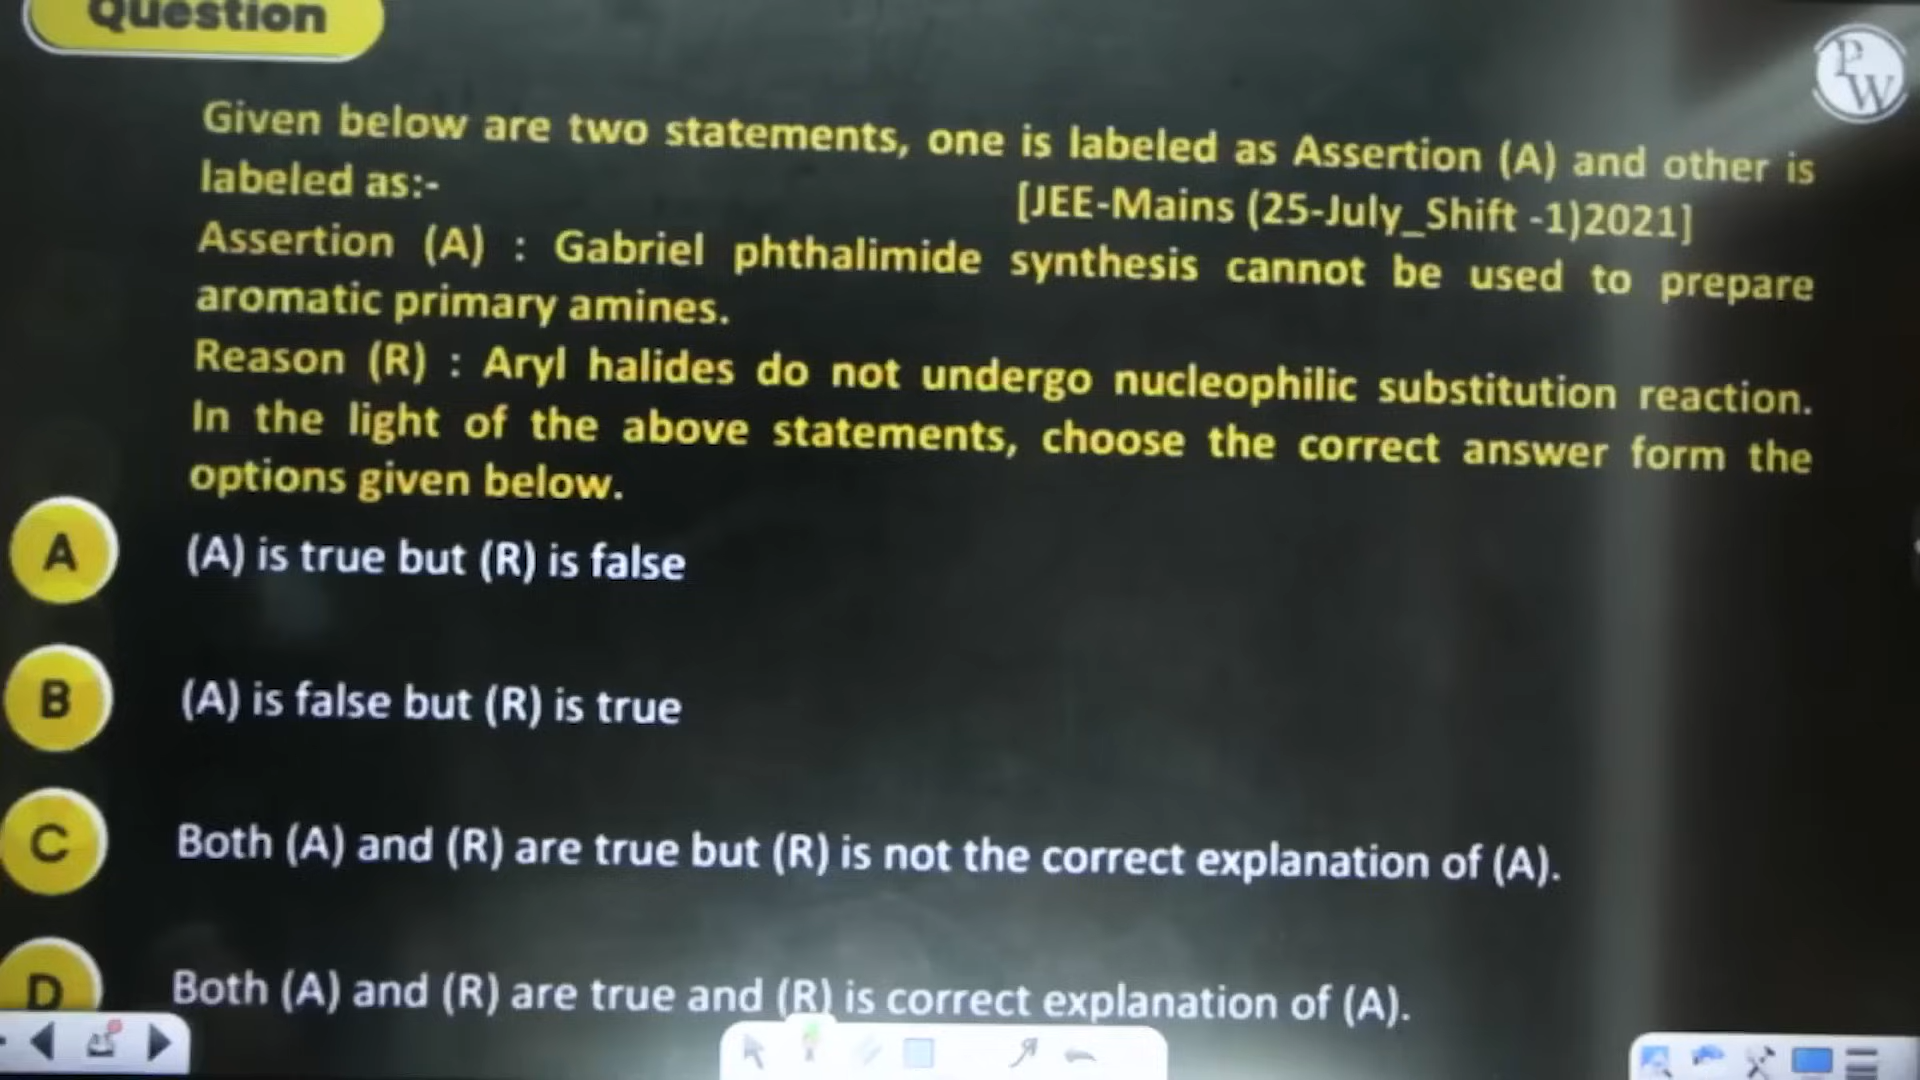 Question
PW
Given below are two statements, one is labeled as Assertion (A) and other is
labeled as:- [JEE-Mains (25-July_Shift -1)2021]
Assertion (A) : Gabriel phthalimide synthesis cannot be used to prepare
aromatic primary amines.
Reason (R) : Aryl halides do not undergo nucleophilic substitution reaction.
In the light of the above statements, choose the correct answer form the
options given below.
A (A) is true but (R) is false
B (A) is false but (R) is true
C Both (A) and (R) are true but (R) is not the correct explanation of (A).
D Both (A) and (R) are true and (R) is correct explanation of (A).